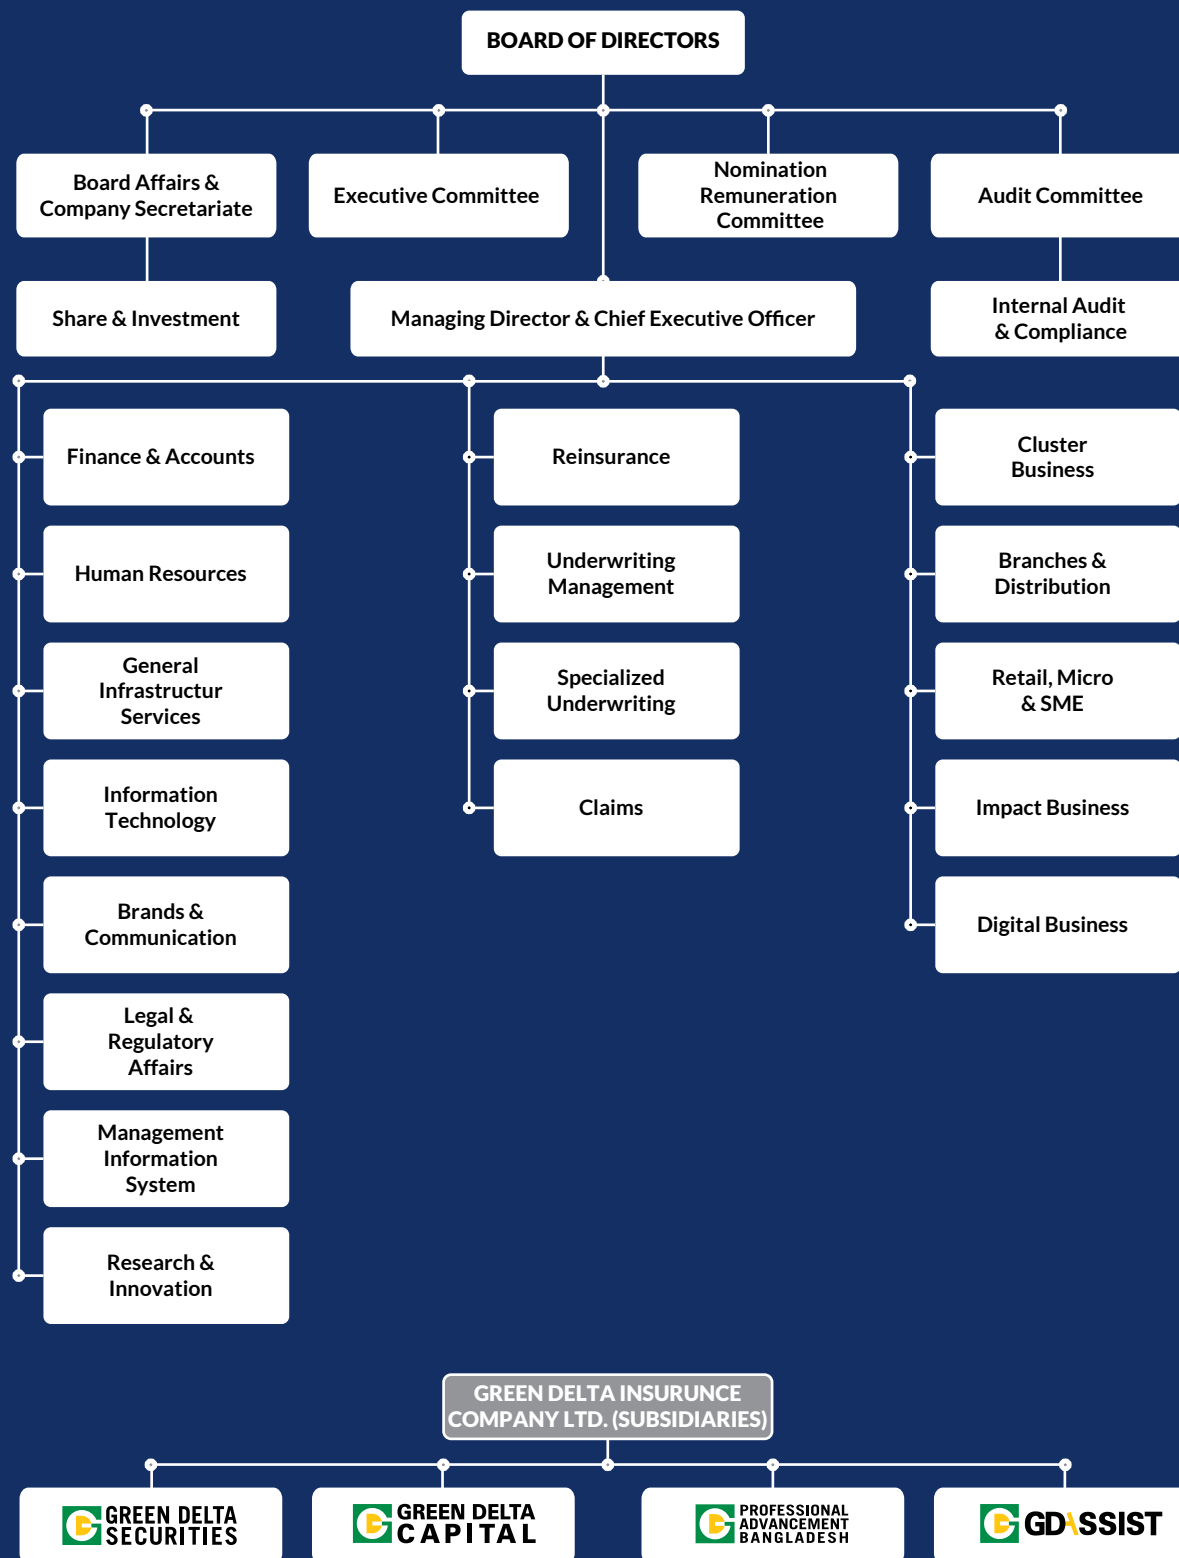 BOARD OF DIRECTORS
Board Affairs &
Company Secretariate
Executive Committee
Nomination
Remuneration
Committee
Audit Committee
Share & Investment
Managing Director & Chief Executive Officer
Internal Audit
& Compliance
Finance & Accounts
Human Resources
General
Infrastructur
Services
Information
Technology
Brands &
Communication
Legal &
Regulatory
Affairs
Management
Information
System
Research &
Innovation
Reinsurance
Underwriting
Management
Specialized
Underwriting
Claims
Cluster
Business
Branches &
Distribution
Retail, Micro
& SME
Impact Business
Digital Business
GREEN DELTA INSURUNCE
COMPANY LTD. (SUBSIDIARIES)
GREEN DELTA
SECURITIES
GREEN DELTA
CAPITAL
PROFESSIONAL
ADVANCEMENT
BANGLADESH
GDASSIST